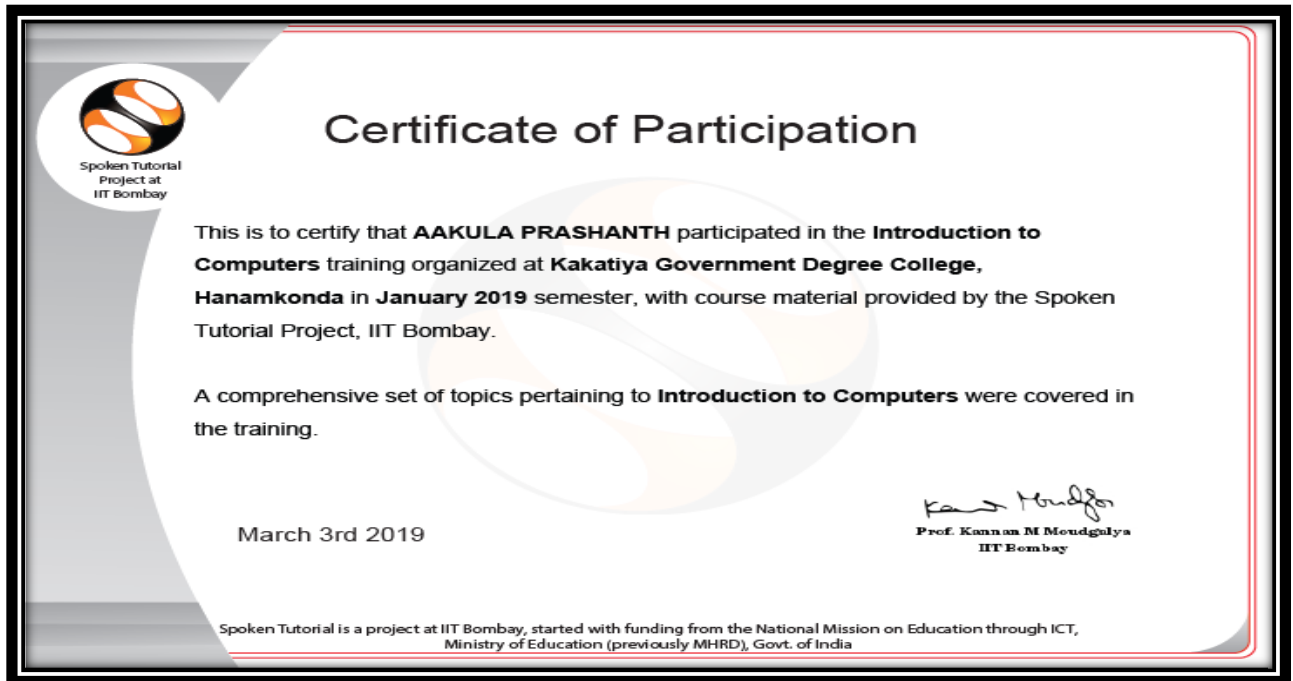 Spoken Tutorial
Project at
IIT Bombay
Certificate of Participation
This is to certify that AAKULA PRASHANTH participated in the Introduction to
Computers training organized at Kakatiya Government Degree College,
Hanamkonda in January 2019 semester, with course material provided by the Spoken
Tutorial Project, IIT Bombay.
A comprehensive set of topics pertaining to Introduction to Computers were covered in
the training.
March 3rd 2019
Prof. Kannan M Moudgalya
IIT Bombay
Spoken Tutorial is a project at IIT Bombay, started with funding from the National Mission on Education through ICT,
Ministry of Education (previously MHRD), Govt. of India